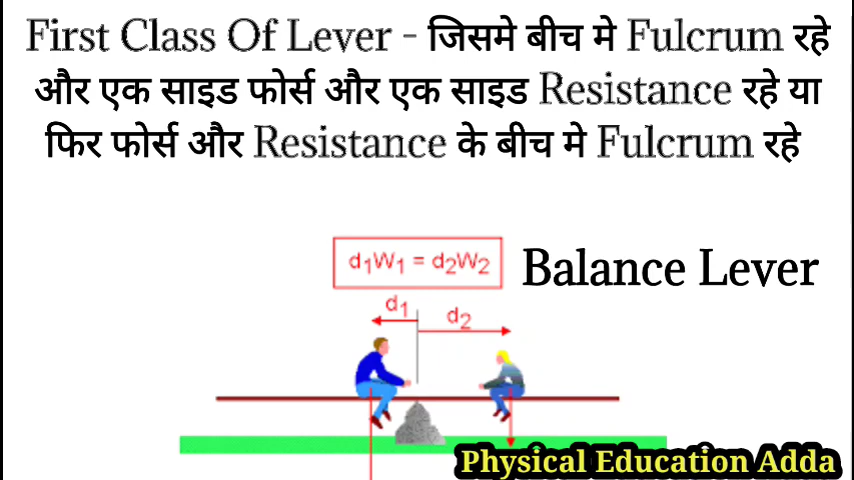 First Class Of Lever - जिसमे बीच मे Fulcrum रहे
और एक साइड फोर्स और एक साइड Resistance रहे या
फिर फोर्स और Resistance के बीच मे Fulcrum रहे
d₁W₁ = d₂W₂
Balance Lever
d₁
d₂
Physical Education Adda